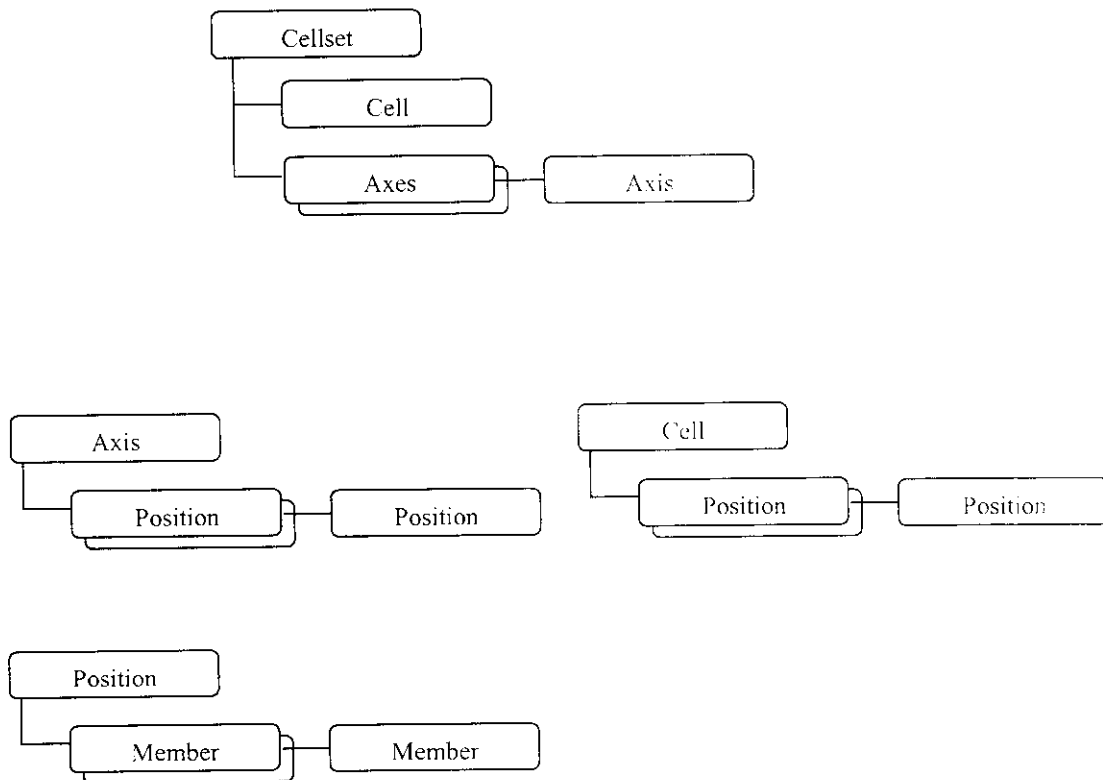 Cellset
Cell
Axes Axis
Axis Cell
Position Position Position Position
Position
Member Member